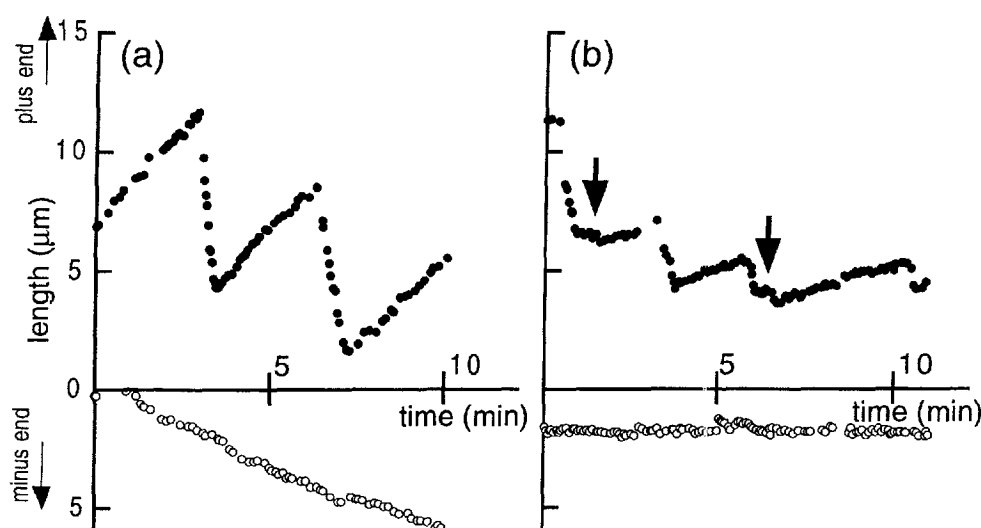 plus end
15
(a)
(b)
10
length (μm)
5
0
5
10
5
10
time (min)
time (min)
minus end
5